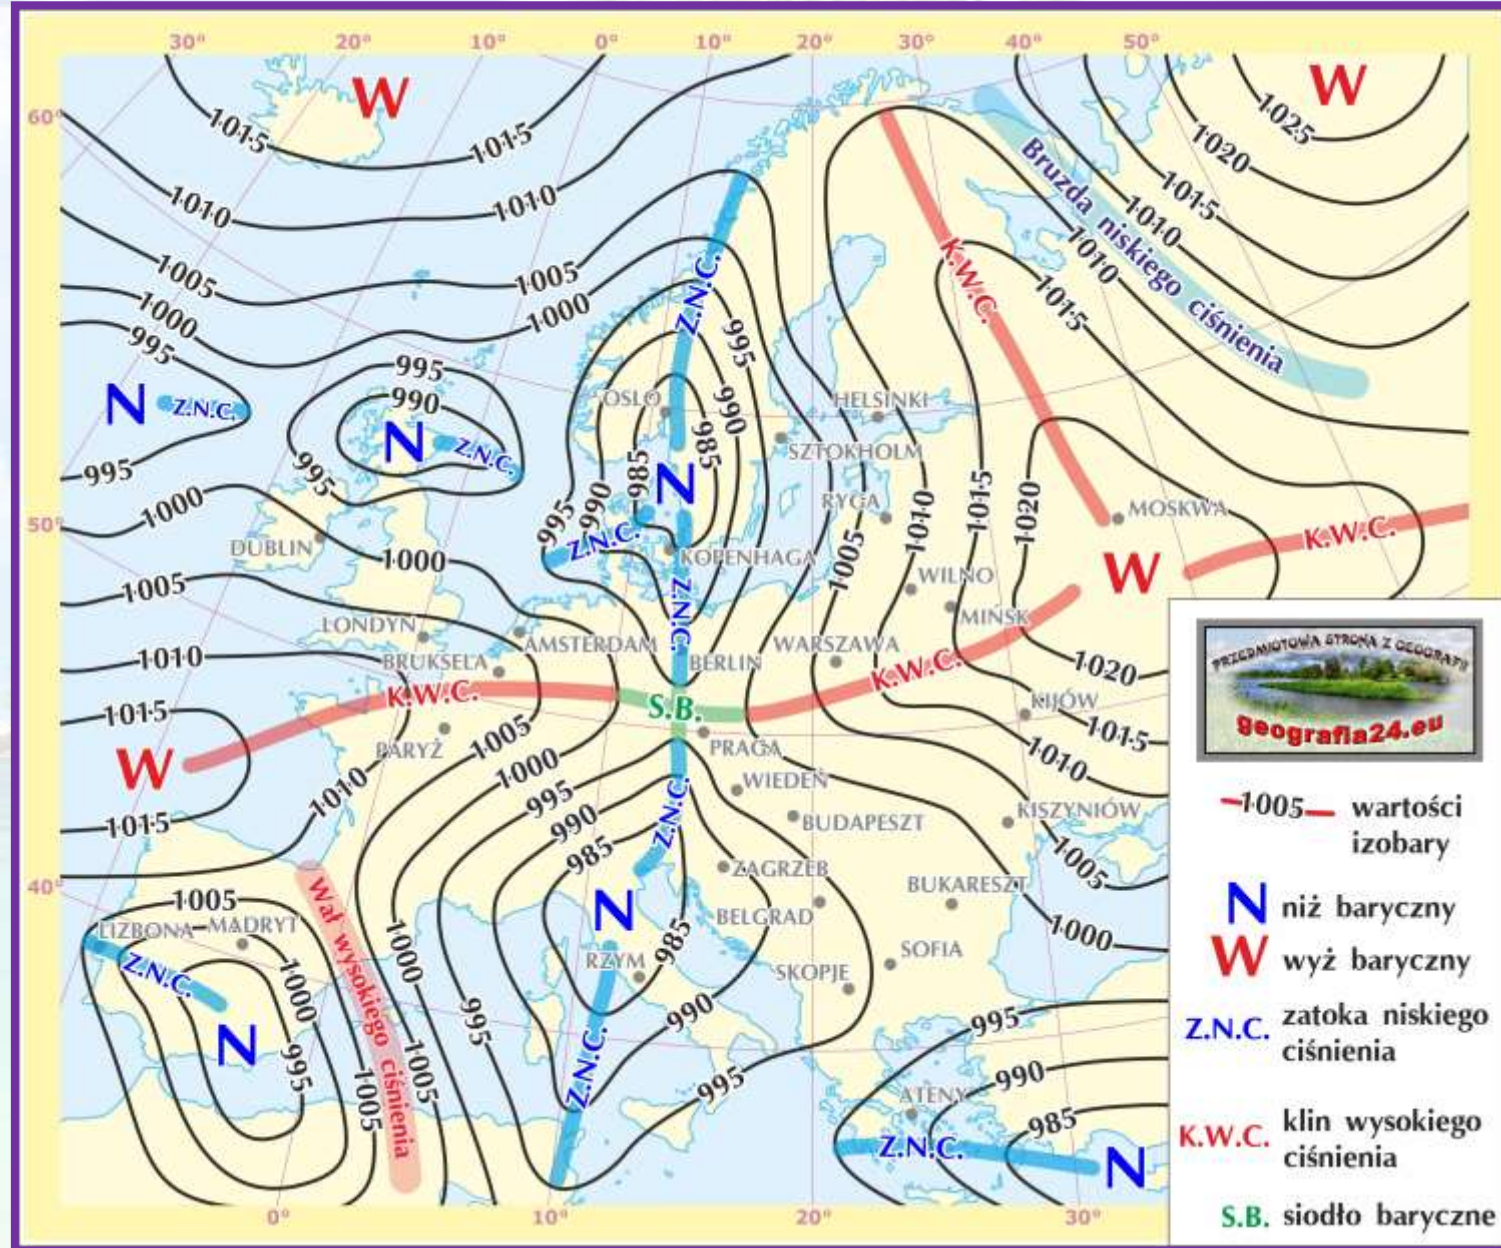 30° 20° 10° 0° 10° 20° 30° 40° 50°
W
W
60°
1015
1015
1025
1020
1015
1010
1010
1010
1010
Bruzda niskiego ciśnienia
1005
1005
K.W.C.
1015
1000
1000
Z.N.C.
995
995
995
990
990
N
Z.N.C.
OSLO
HELSINKI
985
N
Z.N.C.
SZTOKHOLM
995
995
985
N
1000
995
990
RYGA
1010
1015
1020
MOSKWA
50°
K.W.C.
DUBLIN
Z.N.C.
1000
KOPENHAGA
1005
W
WILNO
1005
Z.N.C.
MIŃSK
LONDYN
AMSTERDAM
WARSZAWA
1010
BRUKSELA
BERLIN
K.W.C.
1020
K.W.C.
S.B.
KIJÓW
1015
1015
PARYŻ
1005
PRAGA
1010
W
1000
WIEDEŃ
1010
995
Z.N.C.
KISZYNIÓW
1015
990
BUDAPESZT
985
1005
ZAGRZEB
40°
BUKARESZT
1005
N
BELGRAD
LIZBONA
MADRYT
Wał wysokiego ciśnienia
1000
985
1000
SOFIA
Z.N.C.
RZYM
SKOPJE
1000
990
995
995
N
995
1005
1005
Z.N.C.
990
995
ATENY
985
Z.N.C.
N
0° 10° 20° 30°
PRZEDMIOTOWA STRONA Z GEOGRAFII
geografia24.eu
1005 wartości
izobary
N niż baryczny
W wyż baryczny
Z.N.C. zatoka niskiego
ciśnienia
K.W.C. klin wysokiego
ciśnienia
S.B. siodło baryczne